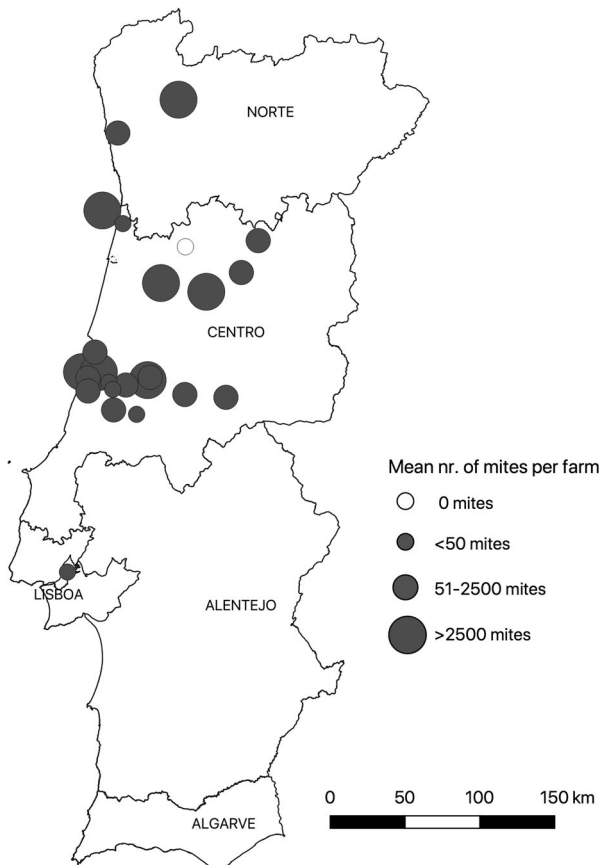 NORTE
CENTRO
Mean nr. of mites per farm
0 mites
<50 mites
51-2500 mites
>2500 mites
LISBOA
ALENTEJO
0 50 100 150 km
ALGARVE